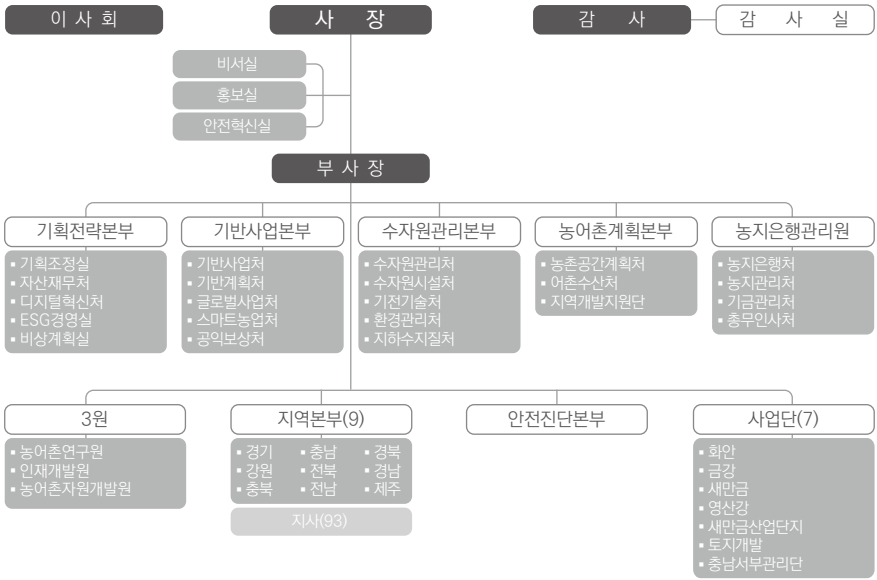 이 사 회
사 장
감 사
감 사 실
비서실
홍보실
안전혁신실
부 사 장
기획전략본부
▪ 기획조정실
▪ 자산재무처
▪ 디지털혁신처
▪ ESG경영실
▪ 비상계획실
기반사업본부
▪ 기반사업처
▪ 기반계획처
▪ 글로벌사업처
▪ 스마트농업처
▪ 공익보상처
수자원관리본부
▪ 수자원관리처
▪ 수자원시설처
▪ 기전기술처
▪ 환경관리처
▪ 지하수지질처
농어촌계획본부
▪ 농촌공간계획처
▪ 어촌수산처
▪ 지역개발지원단
농지은행관리원
▪ 농지은행처
▪ 농지관리처
▪ 기금관리처
▪ 총무인사처
3원
▪ 농어촌연구원
▪ 인재개발원
▪ 농어촌자원개발원
지역본부(9)
▪ 경기 ▪ 충남 ▪ 경북
▪ 강원 ▪ 전북 ▪ 경남
▪ 충북 ▪ 전남 ▪ 제주
지사(93)
안전진단본부
사업단(7)
▪ 화안
▪ 금강
▪ 새만금
▪ 영산강
▪ 새만금산업단지
▪ 토지개발
▪ 충남서부관리단